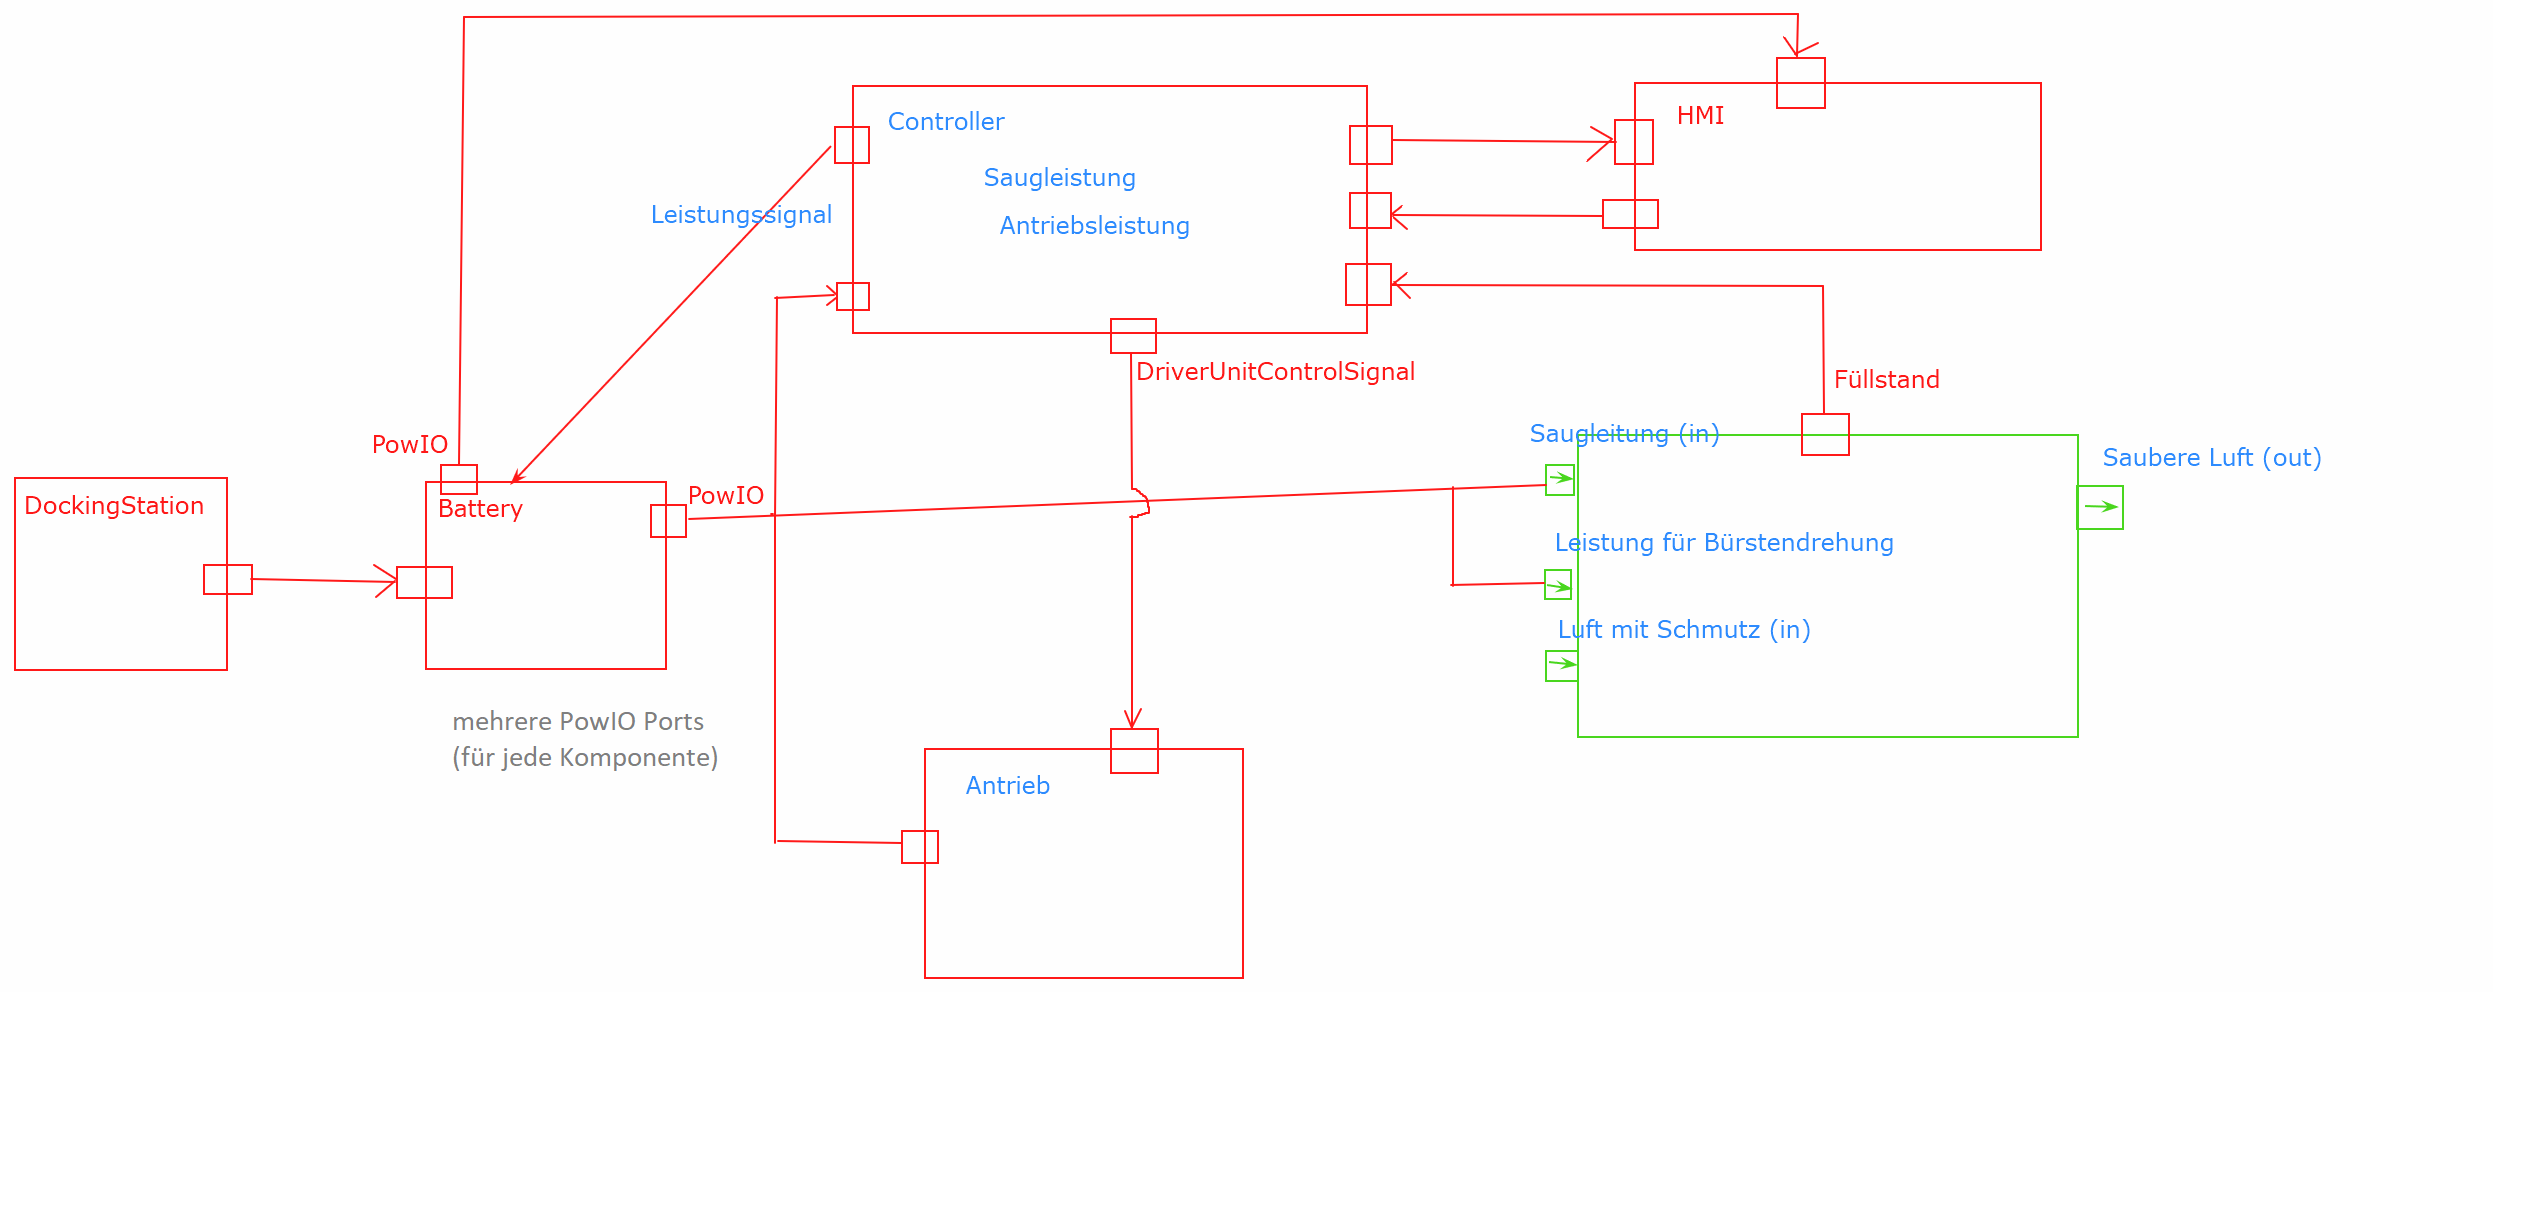 Controller
HMI
Saugleistung
Leistungssignal
Antriebsleistung
DriverUnitControlSignal
Füllstand
PowIO
Saugleitung (in)
Saubere Luft (out)
DockingStation
Battery
PowIO
Leistung für Bürstendrehung
Luft mit Schmutz (in)
mehrere PowIO Ports
(für jede Komponente)
Antrieb